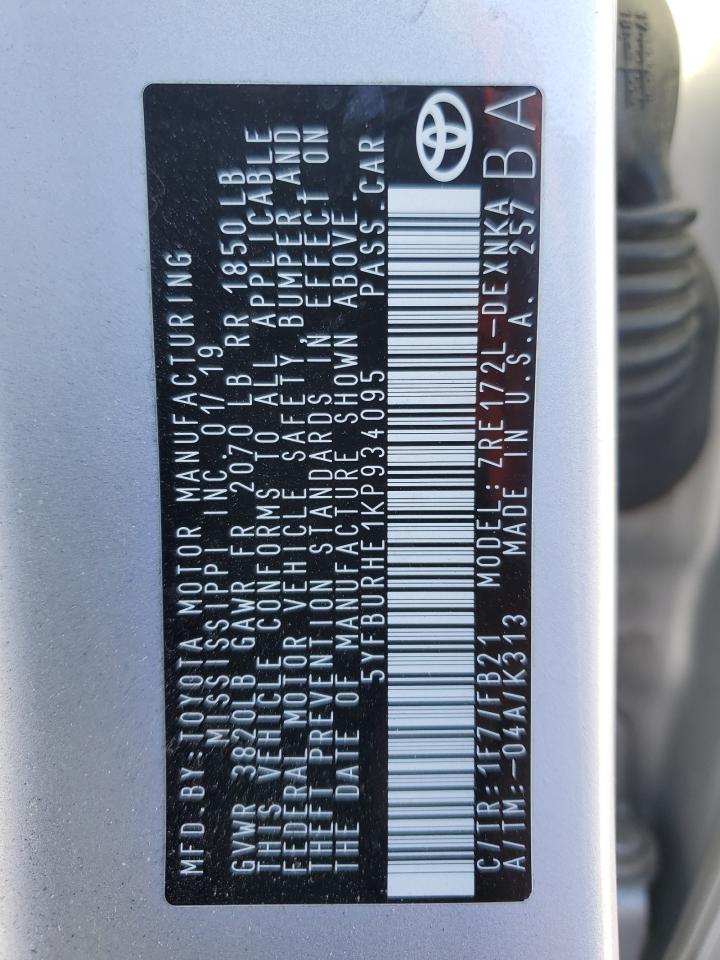 MFD.BY:TOYOTA MOTOR MANUFACTURING
MISSISSIPPI INC. 01/19
GVWR 3820LB GAWR FR 2070 LB RR 1850 LB
THIS VEHICLE CONFORMS TO ALL APPLICABLE
FEDERAL MOTOR VEHICLE SAFETY, BUMPER AND
THEFT PREVENTION STANDARDS IN EFFECT ON
THE DATE OF MANUFACTURE SHOWN ABOVE.
5YFBURHE1KP934095 PASS.CAR
C/TR: 1F7/FB21 MODEL: ZRE172L-DEXNKA
A/TM:-04A/K313 MADE IN U.S.A. 257 BA